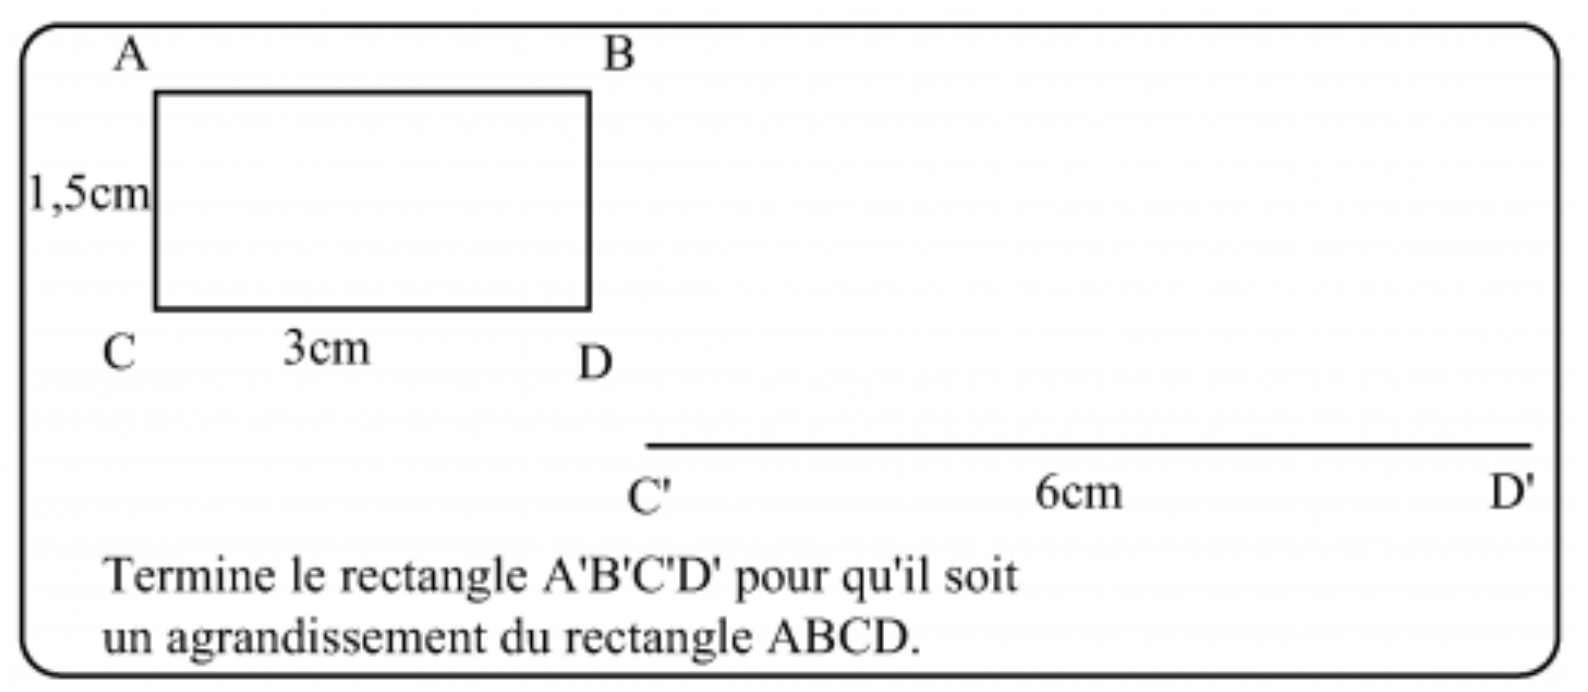 A B
1,5cm
C 3cm D
C' 6cm D'
Termine le rectangle A'B'C'D' pour qu'il soit
un agrandissement du rectangle ABCD.